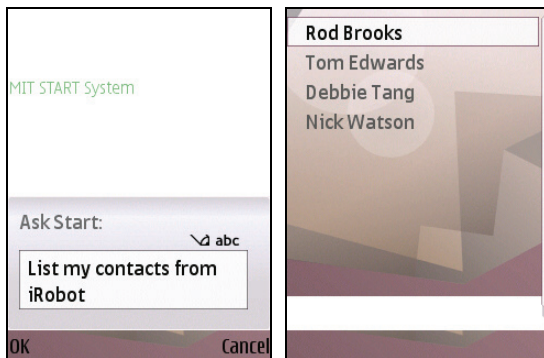 MIT START System
Ask Start:
abc
List my contacts from
iRobot
OK Cancel
Rod Brooks
Tom Edwards
Debbie Tang
Nick Watson